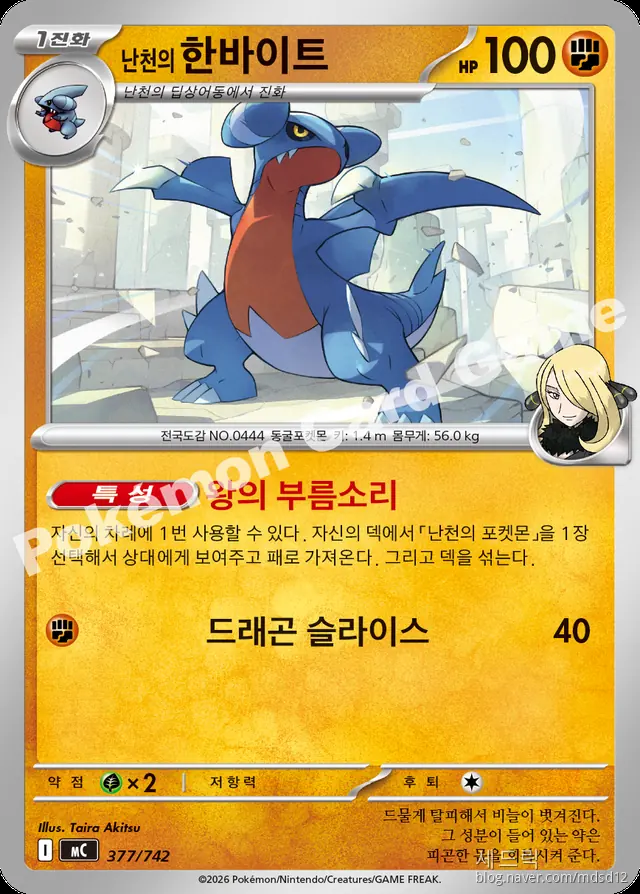 1진화
난천의 한바이트
HP 100
난천의 딥상어동에서 진화
Pokémon Card Game
전국도감 NO.0444 동굴포켓몬 키: 1.4 m 몸무게: 56.0 kg
특성 왕의 부름소리
자신의 차례에 1번 사용할 수 있다. 자신의 덱에서 「난천의 포켓몬」을 1장
선택해서 상대에게 보여주고 패로 가져온다. 그리고 덱을 섞는다.
드래곤 슬라이스 40
약점 ×2 저항력 후퇴
Illus. Taira Akitsu
I MC 377/742
드물게 탈피해서 비늘이 벗겨진다.
그 성분이 들어 있는 약은
피곤한 몸을 회복시켜 준다.
©2026 Pokémon/Nintendo/Creatures/GAME FREAK.
체드럭
blog.naver.com/mdsd12